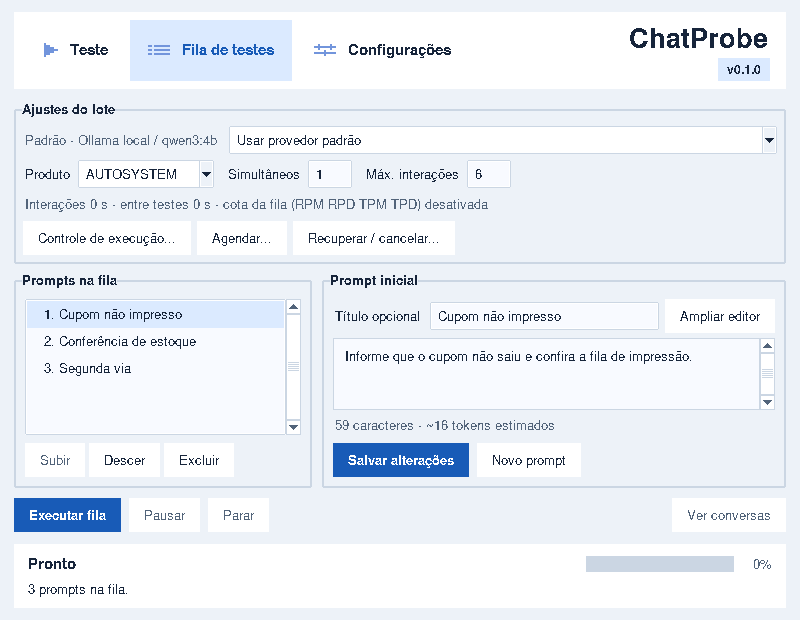 Teste
Fila de testes
Configurações
ChatProbe
v0.1.0
Ajustes do lote
Padrão · Ollama local / qwen3:4b
Usar provedor padrão
Produto
AUTOSYSTEM
Simultâneos
1
Máx. interações
6
Interações 0 s · entre testes 0 s · cota da fila (RPM RPD TPM TPD) desativada
Controle de execução...
Agendar...
Recuperar / cancelar...
Prompts na fila
1. Cupom não impresso
2. Conferência de estoque
3. Segunda via
Subir
Descer
Excluir
Prompt inicial
Título opcional
Cupom não impresso
Ampliar editor
Informe que o cupom não saiu e confira a fila de impressão.
59 caracteres · ~16 tokens estimados
Salvar alterações
Novo prompt
Executar fila
Pausar
Parar
Ver conversas
Pronto
0%
3 prompts na fila.